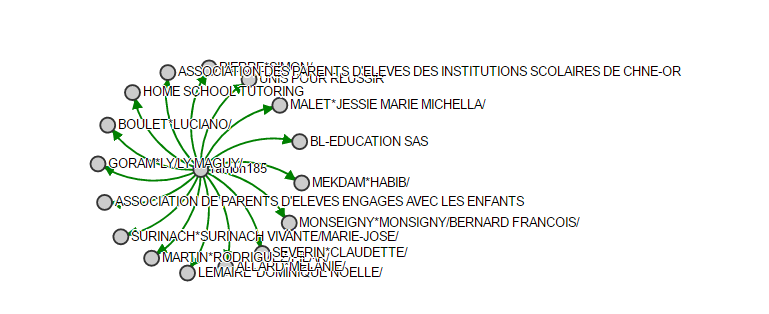 PIERRE*SIMON/
ASSOCIATION DES PARENTS D'ELEVES DES INSTITUTIONS SCOLAIRES DE CHNE-OR
UNIS POUR REUSSIR
HOME SCHOOL TUTORING
MALET*JESSIE MARIE MICHELLA/
BOULET*LUCIANO/
BL-EDUCATION SAS
GORAM*LY/LY MAGUY/
ramon185
MEKDAM*HABIB/
ASSOCIATION DE PARENTS D'ELEVES ENGAGES AVEC LES ENFANTS
MONSEIGNY*MONSIGNY/BERNARD FRANCOIS/
SURINACH*SURINACH VIVANTE/MARIE-JOSE/
SEVERIN*CLAUDETTE/
MARTIN*RODRIGUEZ/
ALLARD*MELANIE/
LEMAIRE*DOMINIQUE NOELLE/